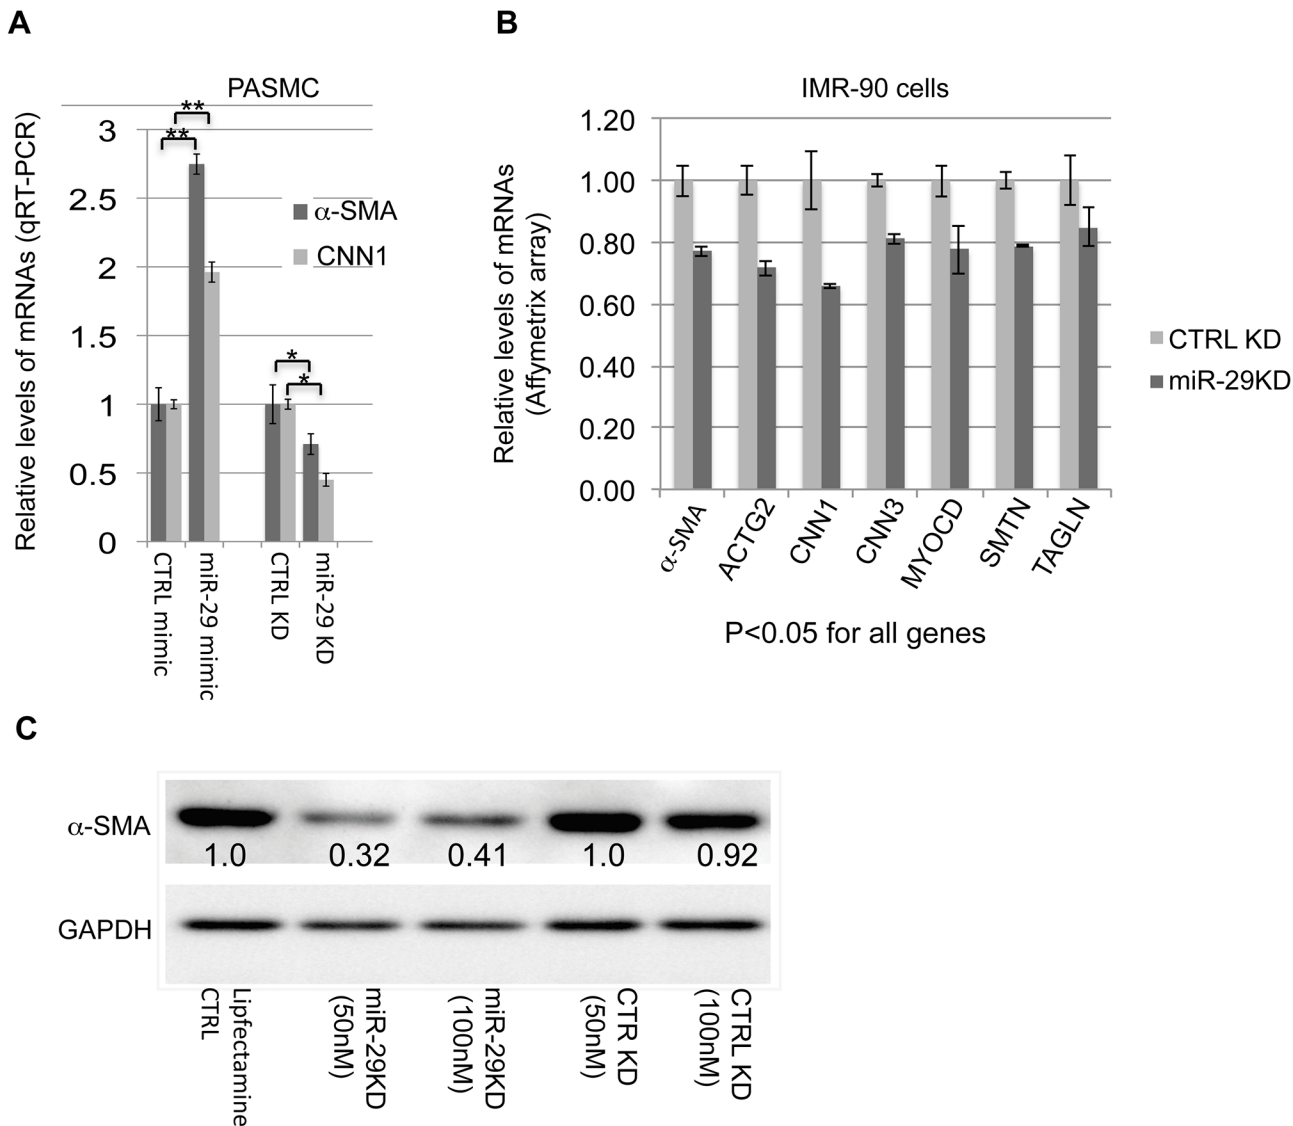 A
PASMC
Relative levels of mRNAs (qRT-PCR)
**
**
3
2.5
2
1.5
1
0.5
0
α-SMA
CNN1
*
*
CTRL mimic
miR-29 mimic
CTRL KD
miR-29 KD
B
IMR-90 cells
Relative levels of mRNAs
(Affymetrix array)
1.20
1.00
0.80
0.60
0.40
0.20
0.00
CTRL KD
miR-29KD
α-SMA
ACTG2
CNN1
CNN3
MYOCD
SMTN
TAGLN
P<0.05 for all genes
C
α-SMA
1.0 0.32 0.41 1.0 0.92
GAPDH
Lipfectamine
CTRL
miR-29KD
(50nM)
miR-29KD
(100nM)
CTR KD
(50nM)
CTRL KD
(100nM)